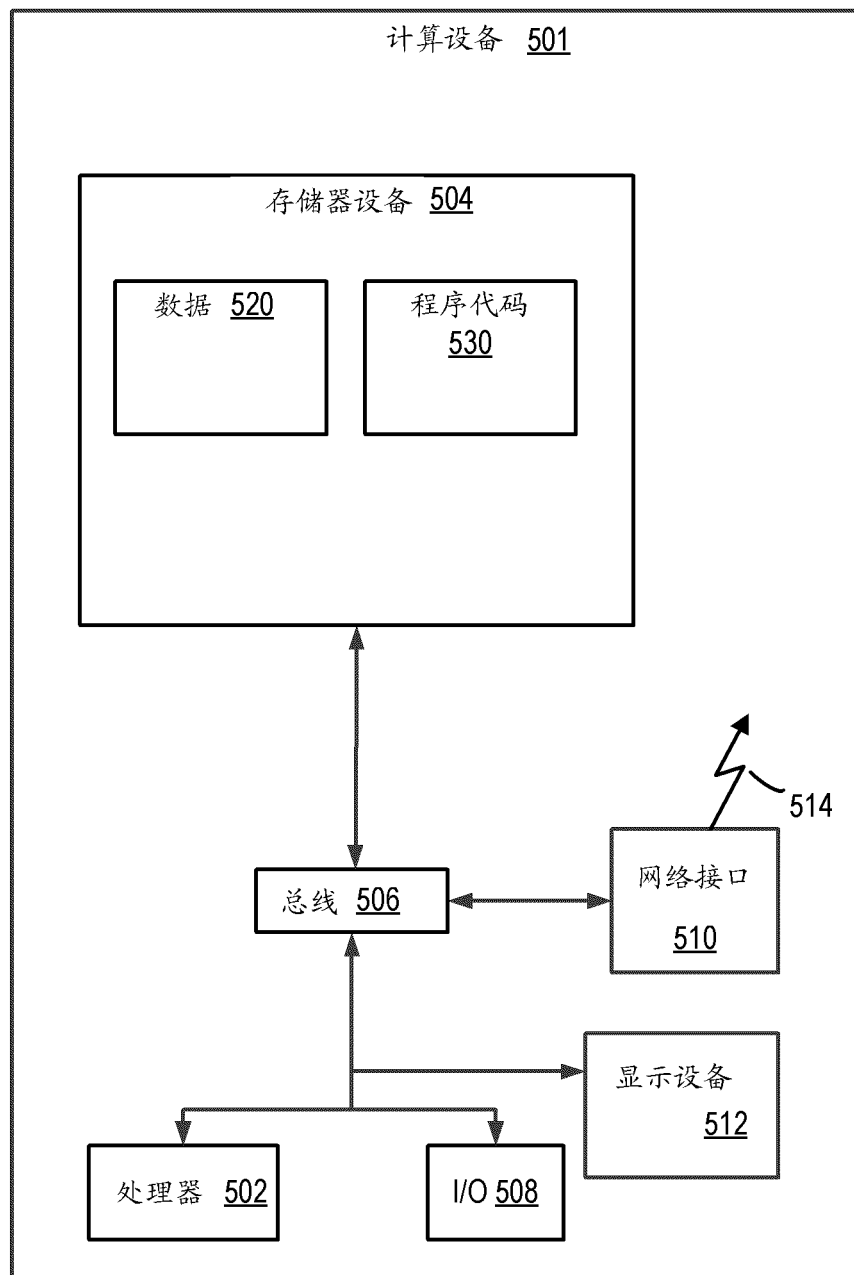 计算设备 501
存储器设备 504
数据 520
程序代码
530
514
网络接口
510
总线 506
显示设备
512
处理器 502
I/O 508